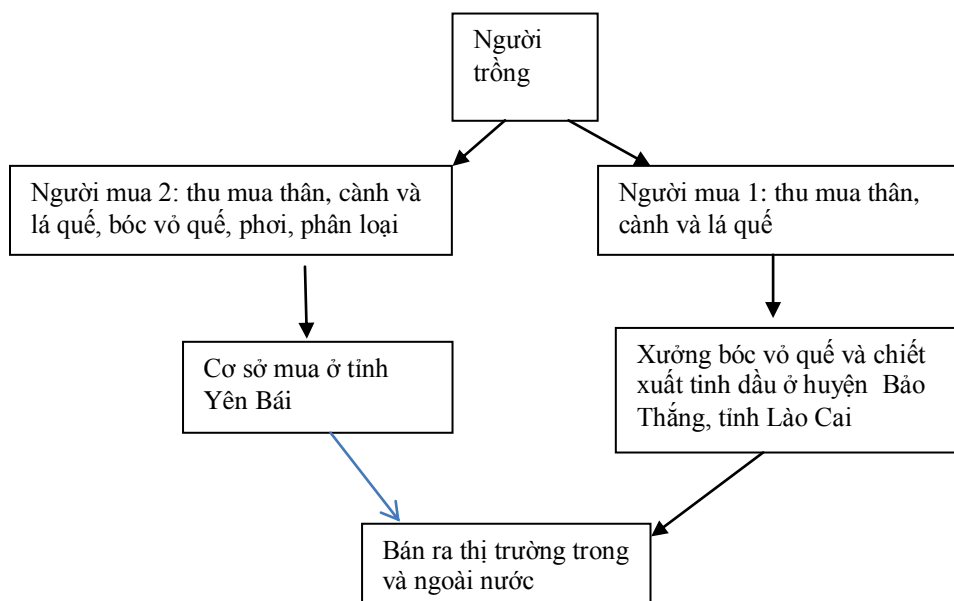 Người
trồng
Người mua 2: thu mua thân, cành và
lá quế, bóc vỏ quế, phơi, phân loại
Người mua 1: thu mua thân,
cành và lá quế
Cơ sở mua ở tỉnh
Yên Bái
Xưởng bóc vỏ quế và chiết
xuất tinh dầu ở huyện Bảo
Thắng, tỉnh Lào Cai
Bán ra thị trường trong
và ngoài nước